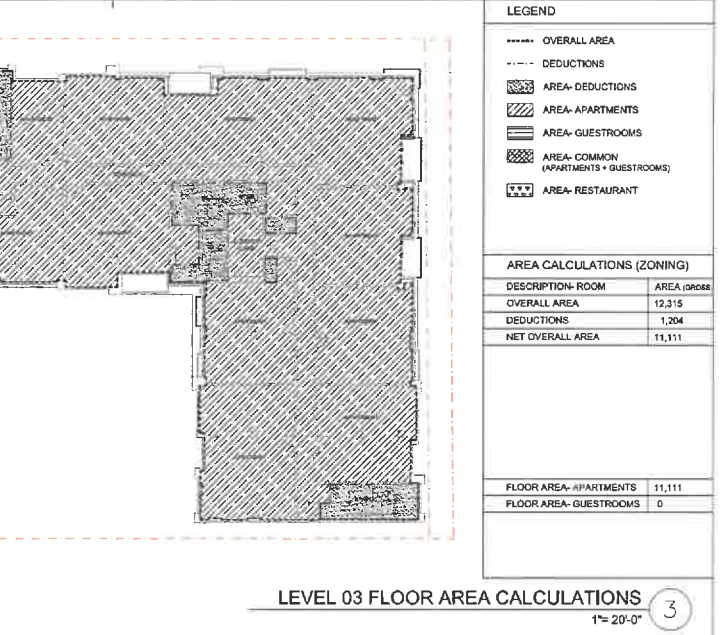 LEGEND
OVERALL AREA
DEDUCTIONS
AREA- DEDUCTIONS
AREA- APARTMENTS
AREA- GUESTROOMS
AREA- COMMON
(APARTMENTS + GUESTROOMS)
AREA- RESTAURANT
AREA CALCULATIONS (ZONING)
DESCRIPTION- ROOM AREA (GROSS
OVERALL AREA 12,315
DEDUCTIONS 1,204
NET OVERALL AREA 11,111
FLOOR AREA- APARTMENTS 11,111
FLOOR AREA- GUESTROOMS 0
LEVEL 03 FLOOR AREA CALCULATIONS 3
1"= 20'-0"